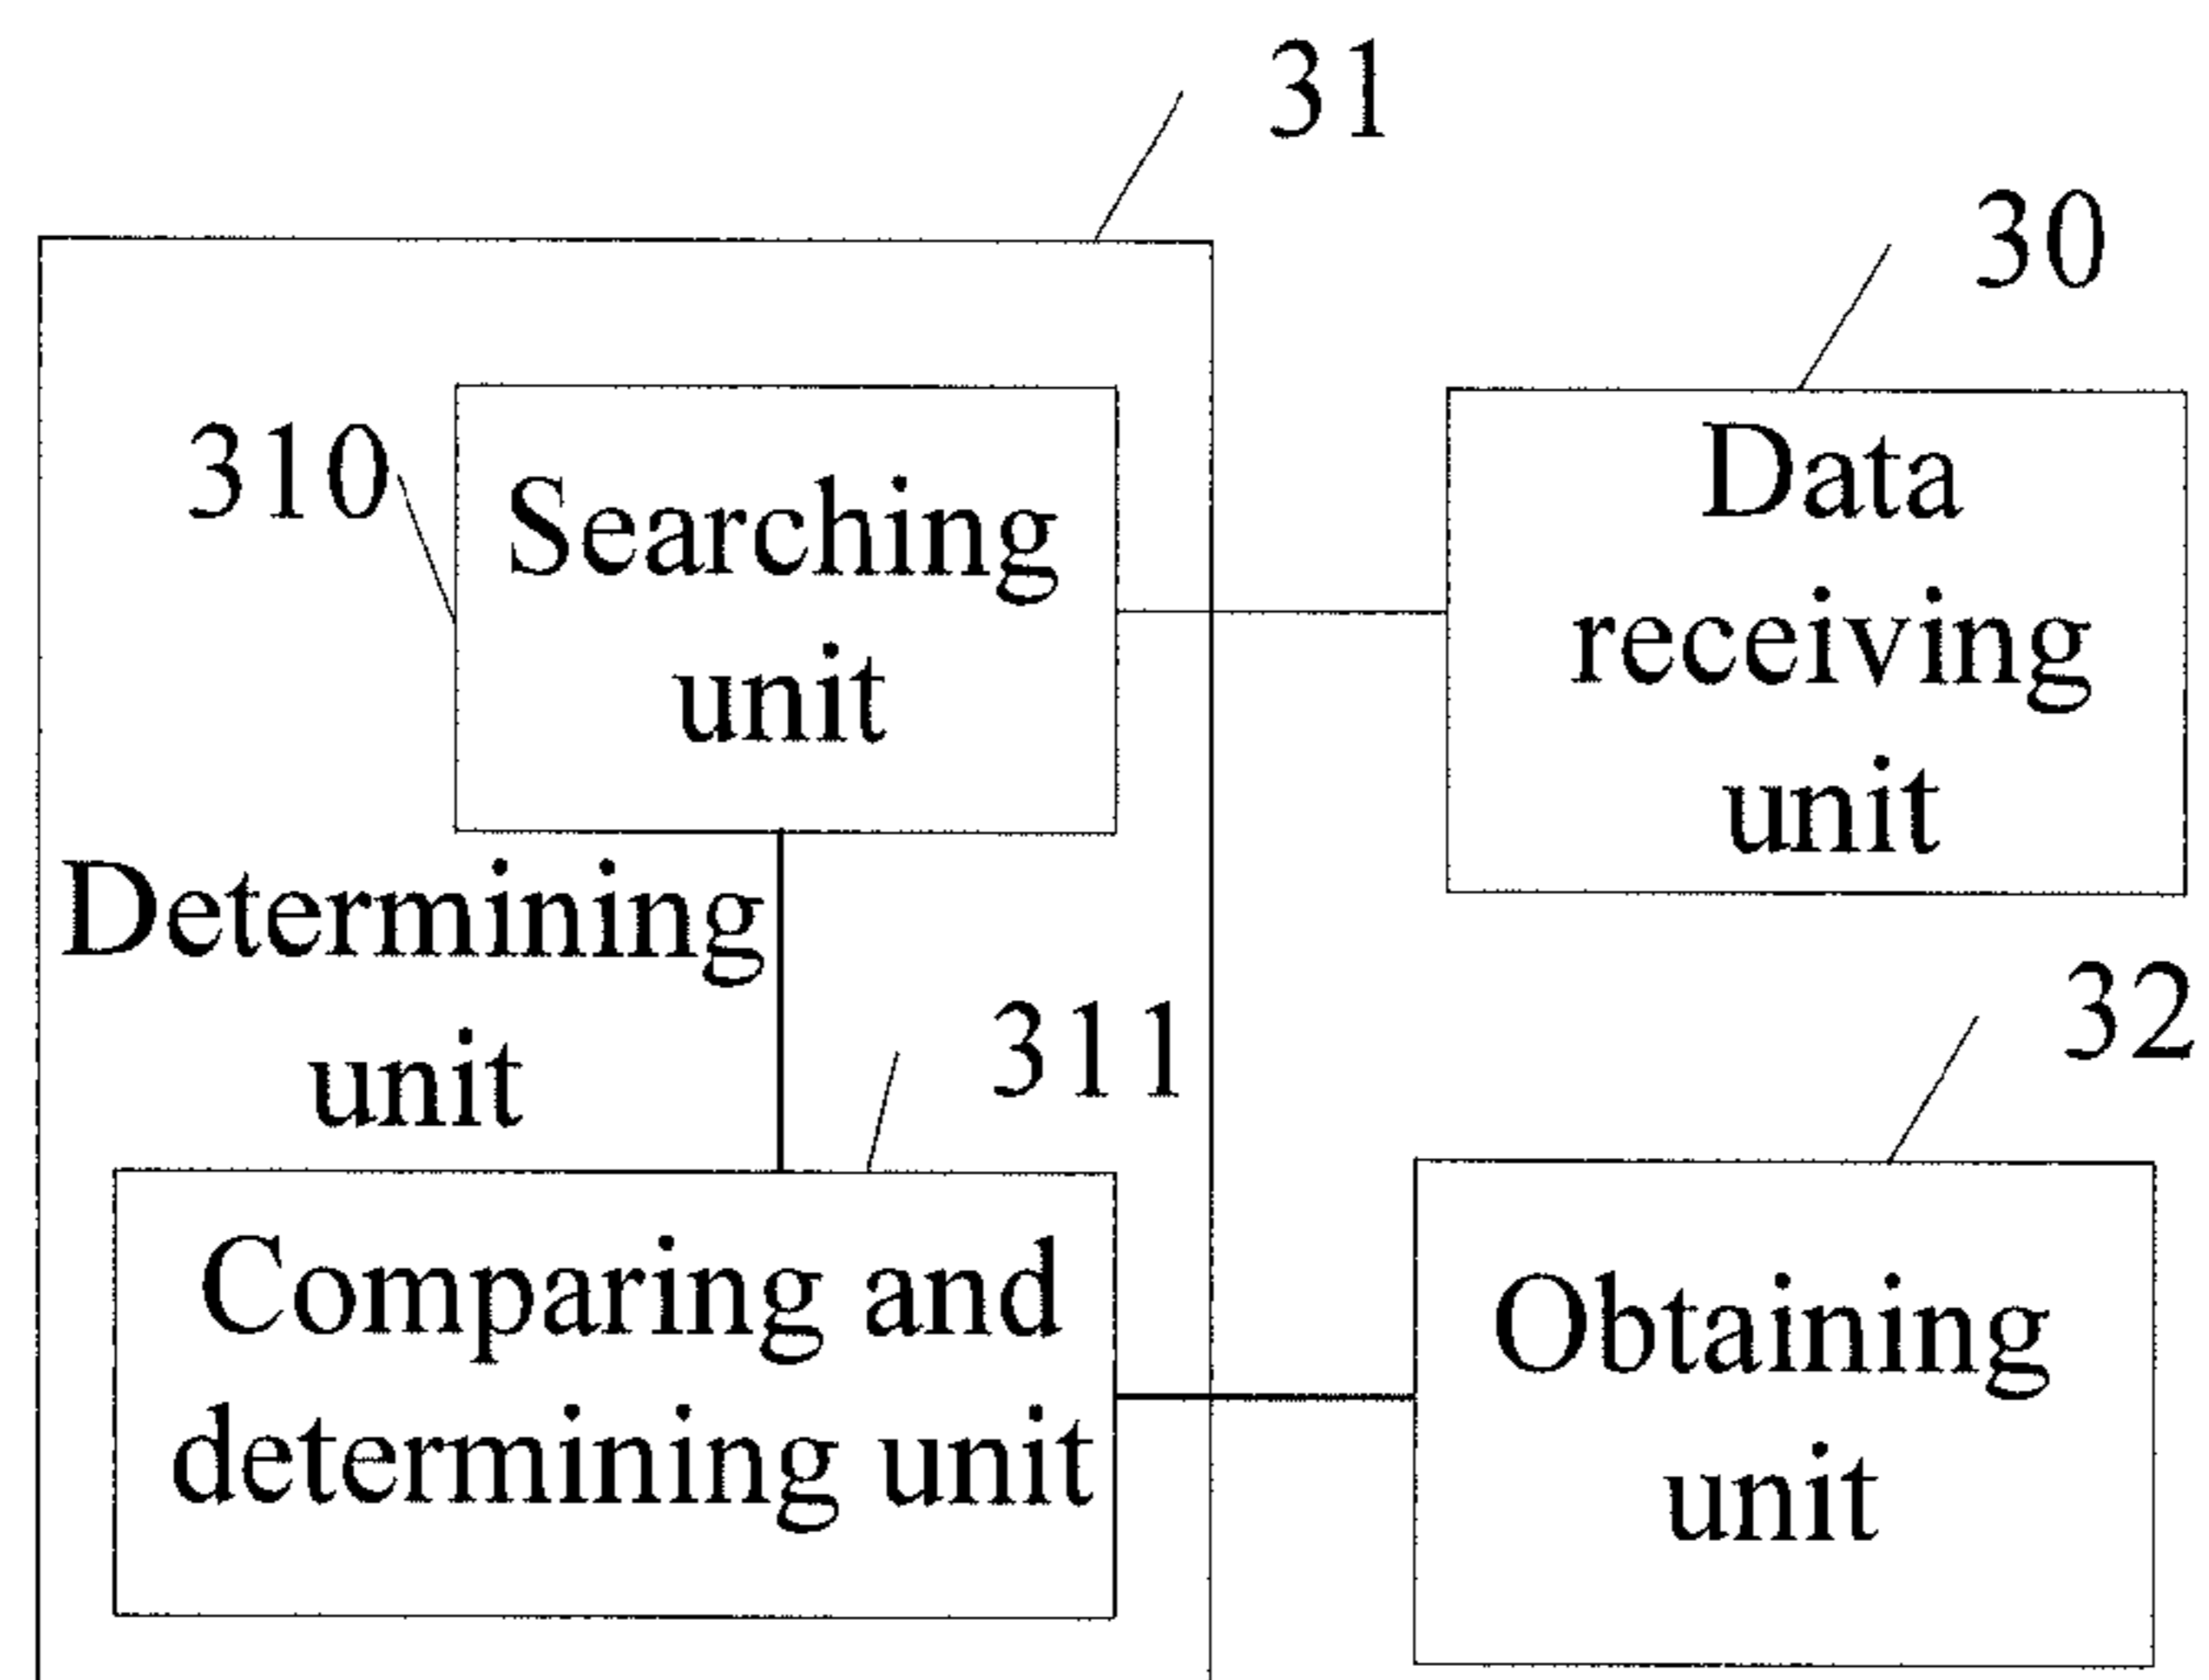 31
30
310
Searching
unit
Data
receiving
unit
Determining
unit
311
32
Comparing and
determining unit
Obtaining
unit